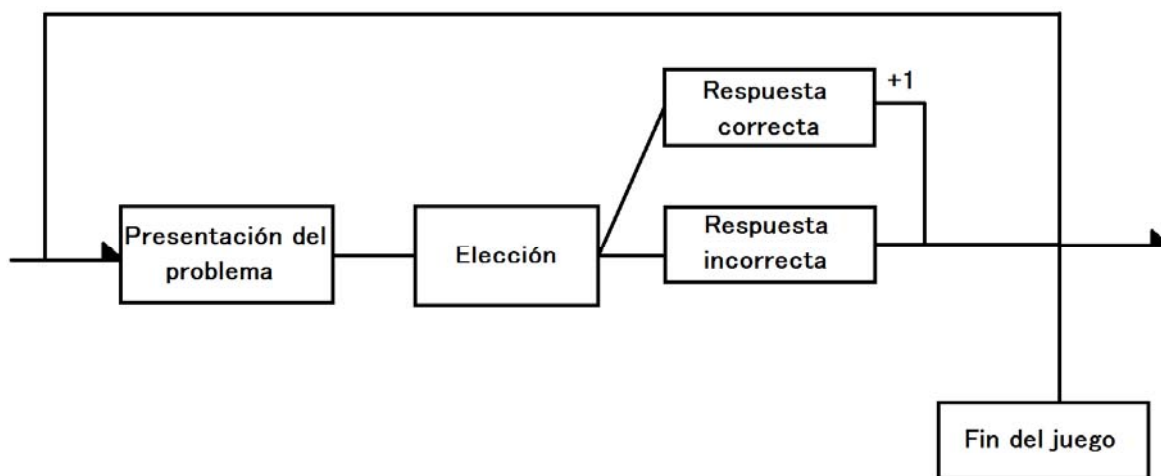 Respuesta
correcta
+1
Presentación del
problema
Elección
Respuesta
incorrecta
Fin del juego